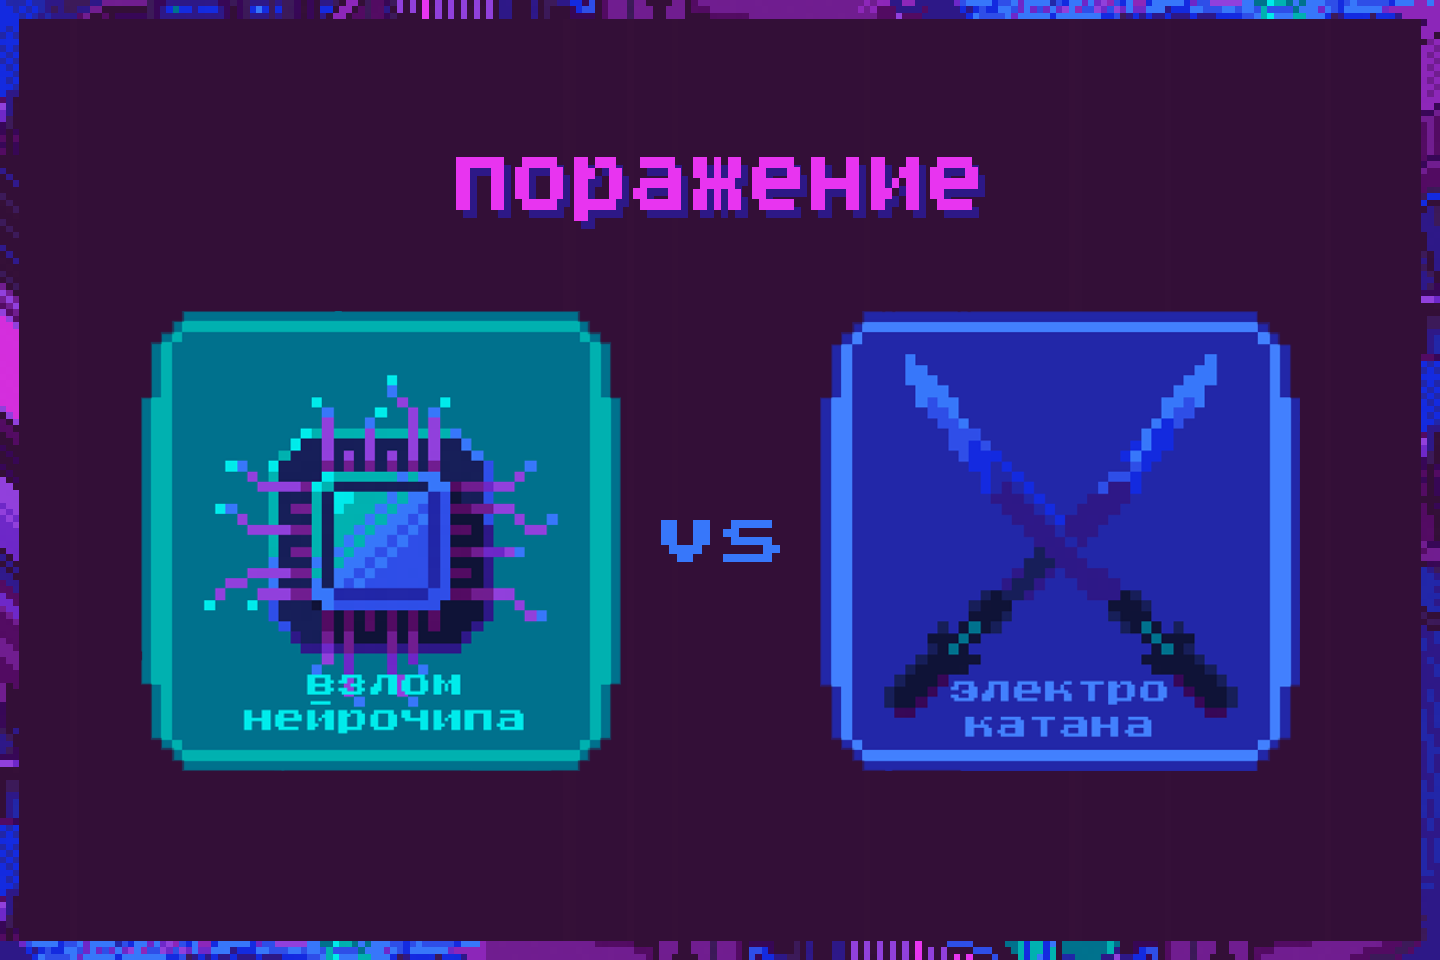 поражение
vs
взлом
нейрочипа
электро
катана